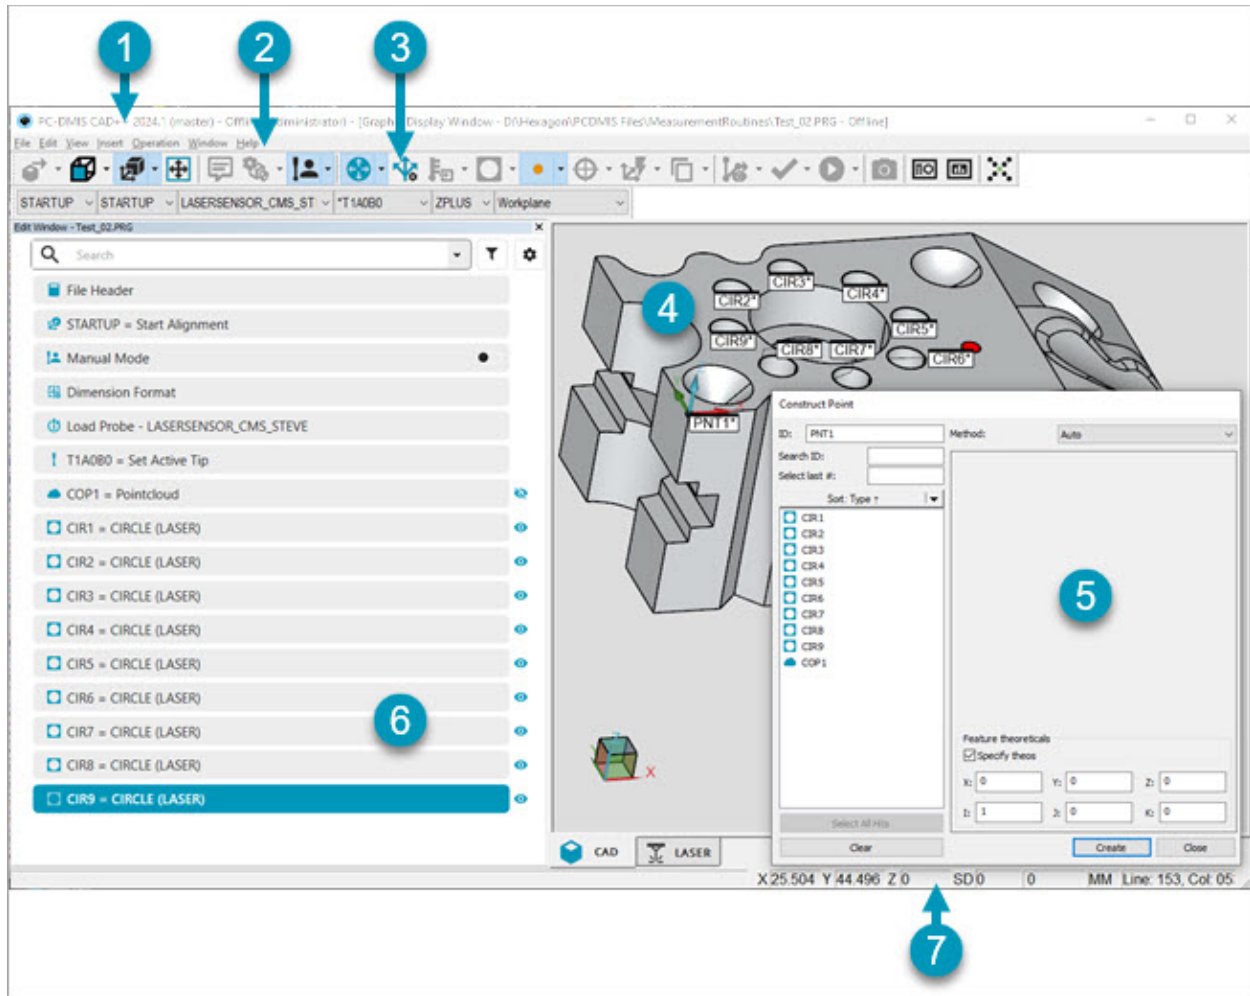 1 2 3
PC-DMIS CAD++ 2024.1 (master) - Offline (Administrator) - [Graphic Display Window - D:\Hexagon\PCDMIS Files\MeasurementRoutines\Test_02.PRG - Offline]
File Edit View Insert Operation Window Help
STARTUP STARTUP LASERSENSOR_CMS_ST *T1A0B0 ZPLUS Workplane
Edit Window - Test_02.PRG
Search
File Header
STARTUP = Start Alignment
Manual Mode
Dimension Format
Load Probe - LASERSENSOR_CMS_STEVE
T1A0B0 = Set Active Tip
COP1 = Pointcloud
CIR1 = CIRCLE (LASER)
CIR2 = CIRCLE (LASER)
CIR3 = CIRCLE (LASER)
CIR4 = CIRCLE (LASER)
CIR5 = CIRCLE (LASER)
CIR6 = CIRCLE (LASER)
6
CIR7 = CIRCLE (LASER)
CIR8 = CIRCLE (LASER)
CIR9 = CIRCLE (LASER)
4
CIR3*
CIR2* CIR4*
CIR5*
CIR9* CIR8* CIR7* CIR6*
PNT1*
X
Construct Point
ID: PNT1 Method: Auto
Search ID:
Select last #:
Sort: Type ↑
CIR1
CIR2
CIR3
CIR4
CIR5
CIR6
CIR7
CIR8
CIR9
COP1
5
Feature theoreticals
Specify theos
X: 0 Y: 0 Z: 0
I: 1 J: 0 K: 0
Select All Hits
Clear Create Close
CAD LASER
X 25.504 Y 44.496 Z 0 SD 0 0 MM Line: 153, Col: 05
7